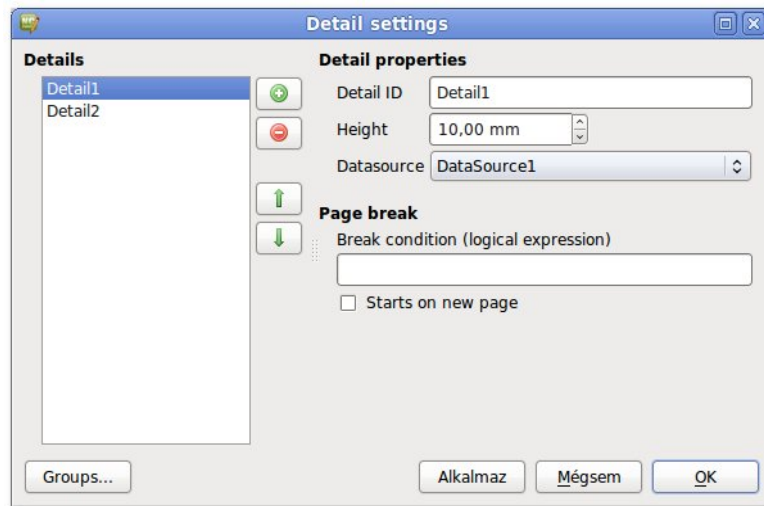 Detail settings
Details
Detail1
Detail2
Detail properties
Detail ID
Detail1
Height
10,00 mm
Datasource
DataSource1
Page break
Break condition (logical expression)
Starts on new page
Groups...
Alkalmaz
Mégsem
OK